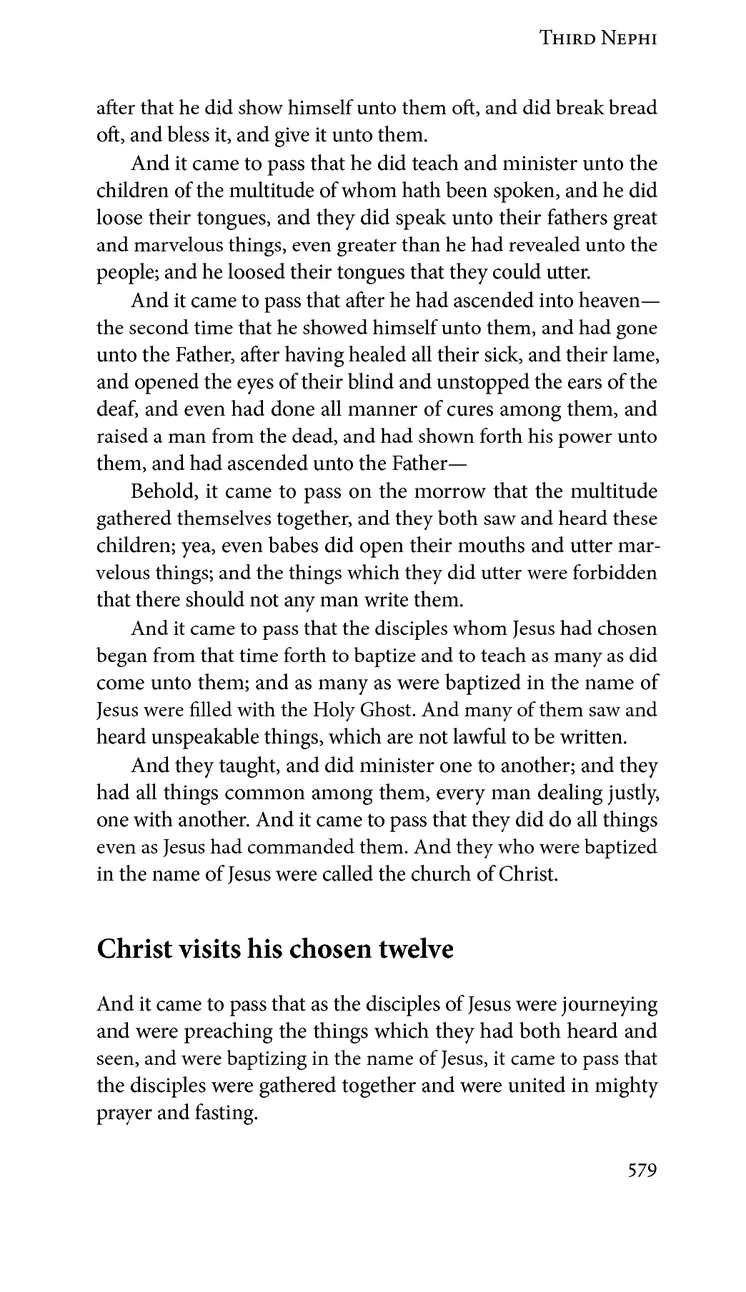 Third Nephi
after that he did show himself unto them oft, and did break bread
oft, and bless it, and give it unto them.
And it came to pass that he did teach and minister unto the
children of the multitude of whom hath been spoken, and he did
loose their tongues, and they did speak unto their fathers great
and marvelous things, even greater than he had revealed unto the
people; and he loosed their tongues that they could utter.
And it came to pass that after he had ascended into heaven—
the second time that he showed himself unto them, and had gone
unto the Father, after having healed all their sick, and their lame,
and opened the eyes of their blind and unstopped the ears of the
deaf, and even had done all manner of cures among them, and
raised a man from the dead, and had shown forth his power unto
them, and had ascended unto the Father—
Behold, it came to pass on the morrow that the multitude
gathered themselves together, and they both saw and heard these
children; yea, even babes did open their mouths and utter mar-
velous things; and the things which they did utter were forbidden
that there should not any man write them.
And it came to pass that the disciples whom Jesus had chosen
began from that time forth to baptize and to teach as many as did
come unto them; and as many as were baptized in the name of
Jesus were filled with the Holy Ghost. And many of them saw and
heard unspeakable things, which are not lawful to be written.
And they taught, and did minister one to another; and they
had all things common among them, every man dealing justly,
one with another. And it came to pass that they did do all things
even as Jesus had commanded them. And they who were baptized
in the name of Jesus were called the church of Christ.
Christ visits his chosen twelve
And it came to pass that as the disciples of Jesus were journeying
and were preaching the things which they had both heard and
seen, and were baptizing in the name of Jesus, it came to pass that
the disciples were gathered together and were united in mighty
prayer and fasting.
579